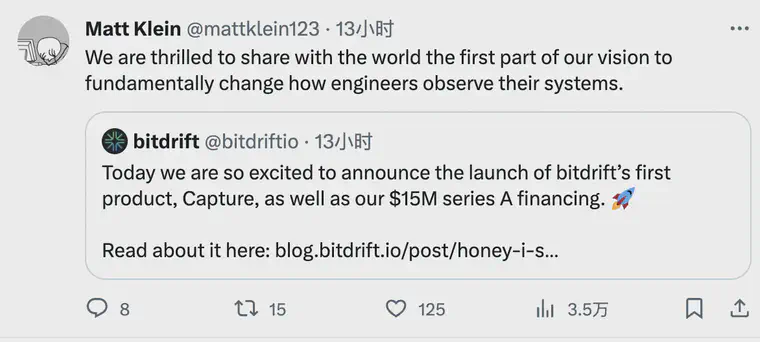 Matt Klein @mattklein123 · 13小时
We are thrilled to share with the world the first part of our vision to
fundamentally change how engineers observe their systems.
bitdrift @bitdriftio · 13小时
Today we are so excited to announce the launch of bitdrift’s first
product, Capture, as well as our $15M series A financing. 🚀
Read about it here: blog.bitdrift.io/post/honey-i-s...
8 15 125 3.5万